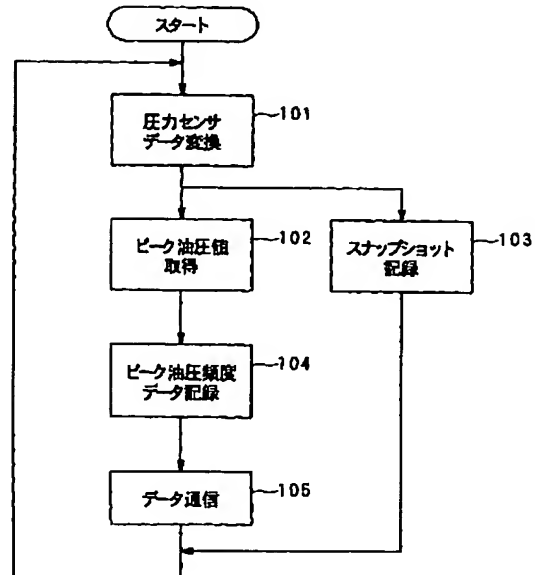 スタート
圧力センサ
データ変換
101
ピーク油圧値
取得
102
スナップショット
記録
103
ピーク油圧頻度
データ記録
104
データ通信
105